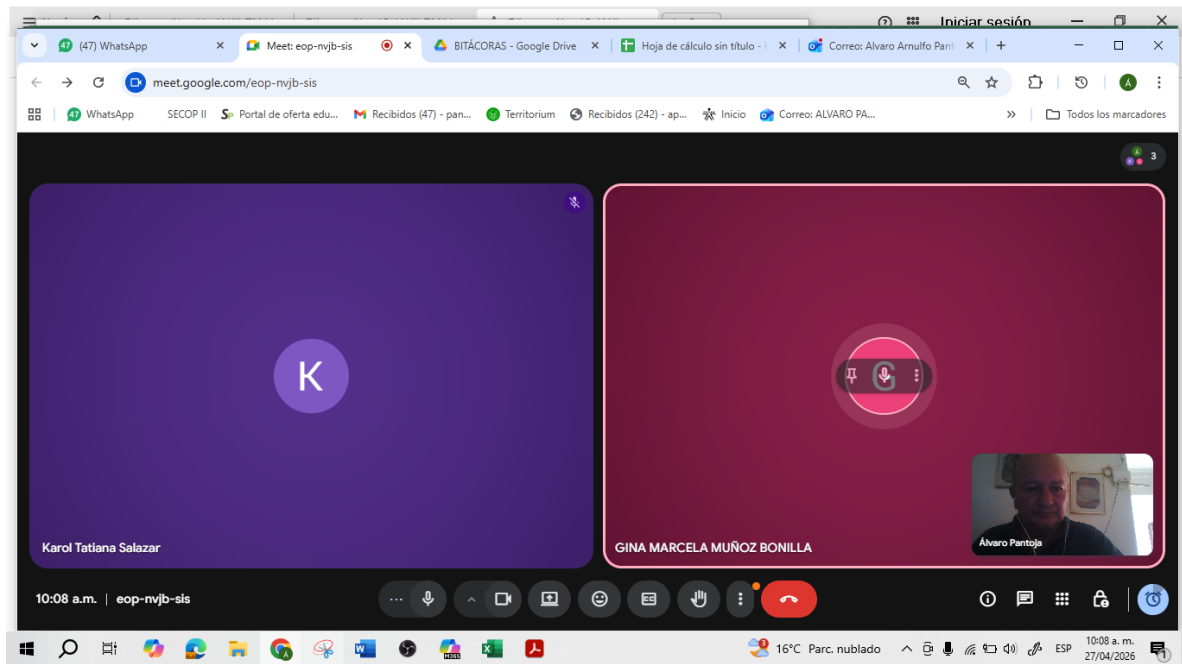 Iniciar sesión
(47) WhatsApp
Meet: eop-nvjb-sis
BITÁCORAS - Google Drive
Hoja de cálculo sin título -
Correo: Alvaro Arnulfo Pant
meet.google.com/eop-nvjb-sis
Á
WhatsApp
SECOP II
Portal de oferta edu...
Recibidos (47) - pan...
Territorium
Recibidos (242) - ap...
Inicio
Correo: ALVARO PA...
Todos los marcadores
3
K
G
Karol Tatiana Salazar
GINA MARCELA MUÑOZ BONILLA
Álvaro Pantoja
10:08 a.m. | eop-nvjb-sis
16°C Parc. nublado
ESP
10:08 a. m.
27/04/2026